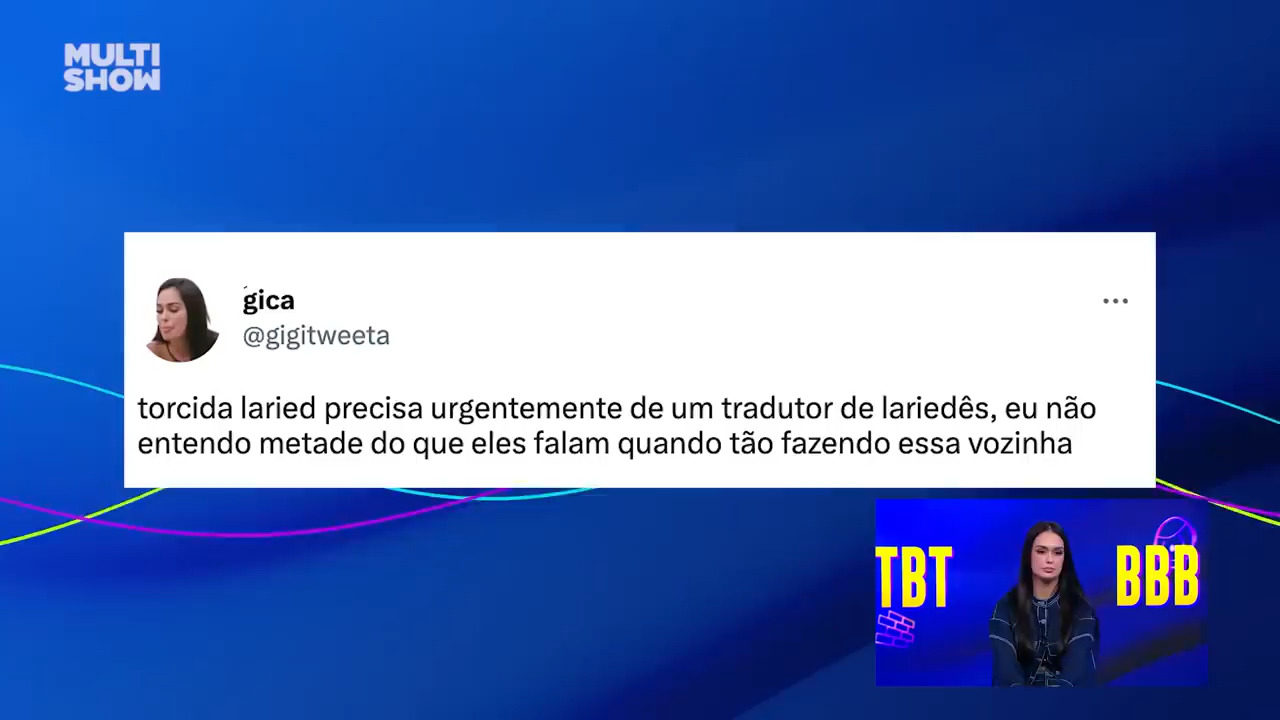 MULTI
SHOW
gica
@gigitweeta
torcida laried precisa urgentemente de um tradutor de lariedês, eu não
entendo metade do que eles falam quando tão fazendo essa vozinha
TBT
BBB